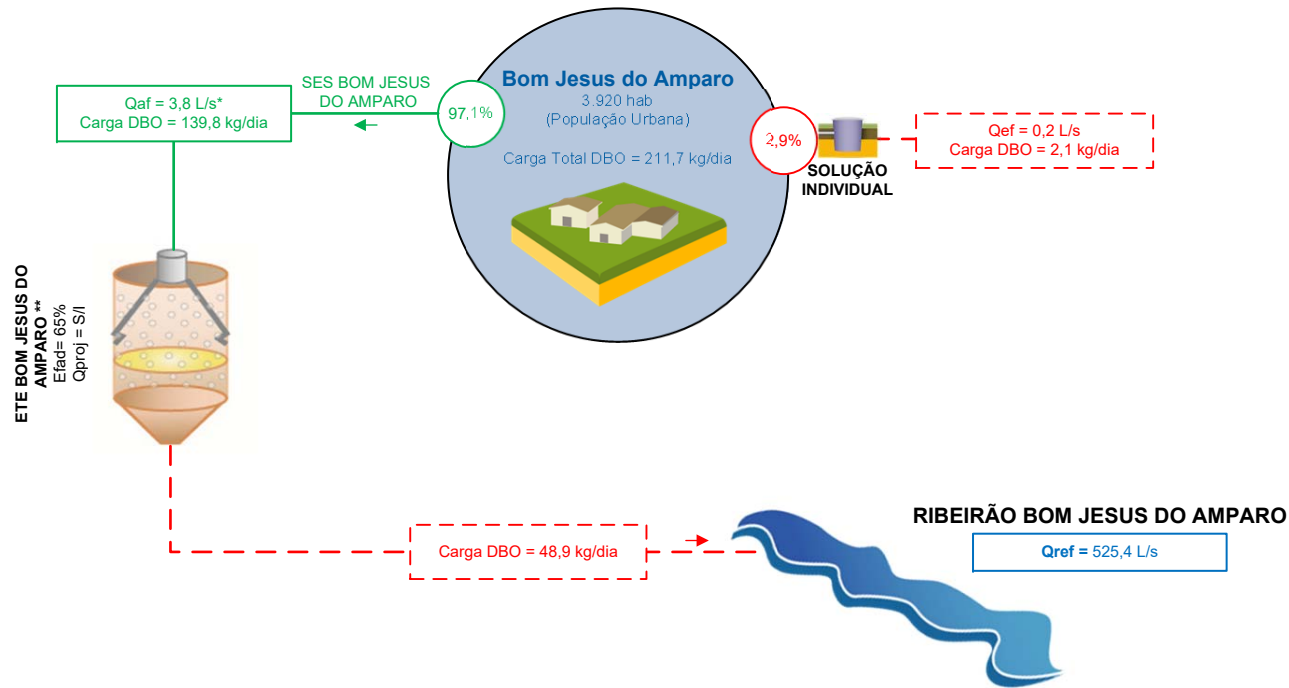 Bom Jesus do Amparo
3.920 hab
(População Urbana)
Carga Total DBO = 211,7 kg/dia
97,1%
SES BOM JESUS
DO AMPARO
Qaf = 3,8 L/s*
Carga DBO = 139,8 kg/dia
2,9%
SOLUÇÃO
INDIVIDUAL
Qef = 0,2 L/s
Carga DBO = 2,1 kg/dia
ETE BOM JESUS DO
AMPARO **
Efad= 65%
Qproj = S/I
Carga DBO = 48,9 kg/dia
RIBEIRÃO BOM JESUS DO AMPARO
Qref = 525,4 L/s